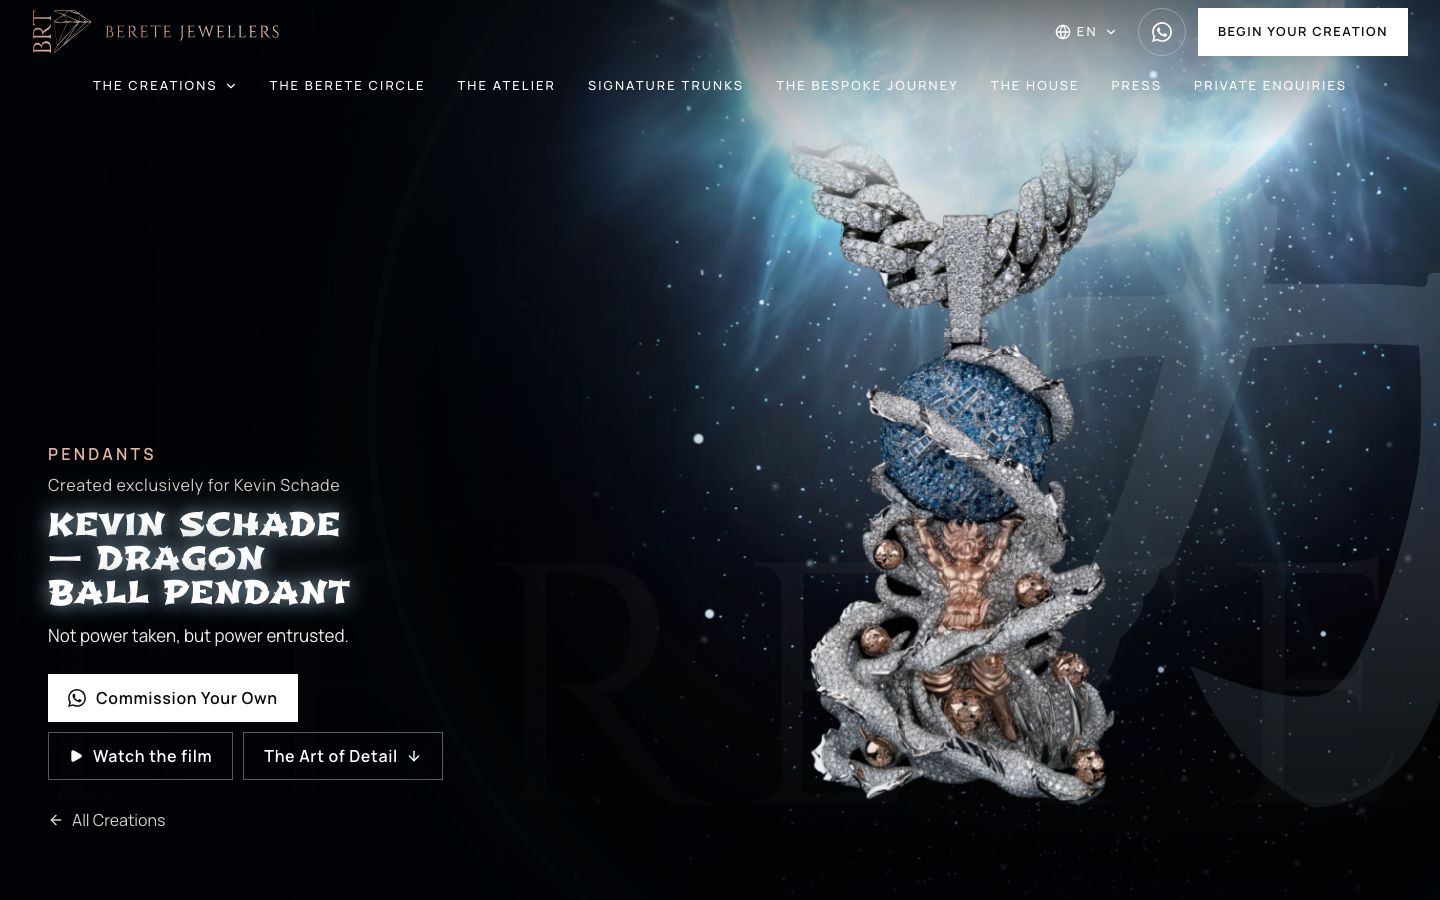 BRT BERETE JEWELLERS
EN
BEGIN YOUR CREATION
THE CREATIONS
THE BERETE CIRCLE
THE ATELIER
SIGNATURE TRUNKS
THE BESPOKE JOURNEY
THE HOUSE
PRESS
PRIVATE ENQUIRIES
PENDANTS
Created exclusively for Kevin Schade
KEVIN SCHADE
— DRAGON
BALL PENDANT
Not power taken, but power entrusted.
Commission Your Own
Watch the film
The Art of Detail ↓
← All Creations